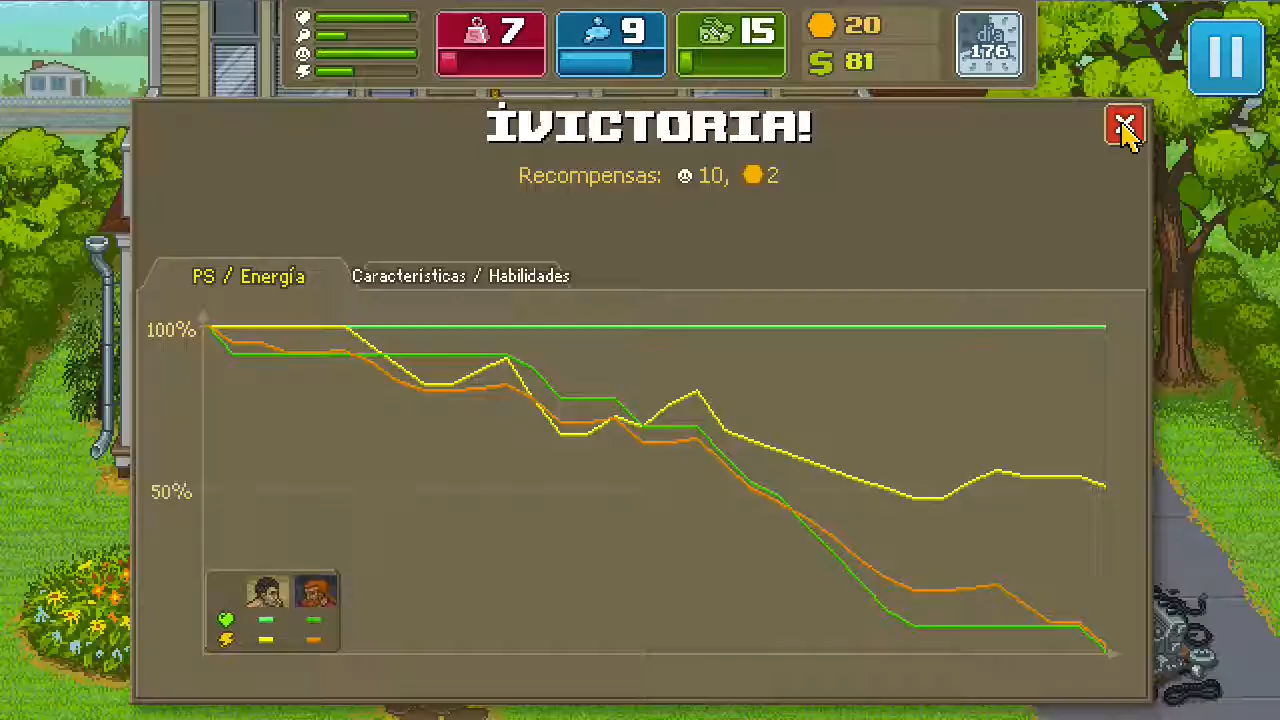 7
9
15
20
$ 81
día
176
¡VICTORIA!
Recompensas: 10, 2
PS / Energía
Características / Habilidades
100%
50%